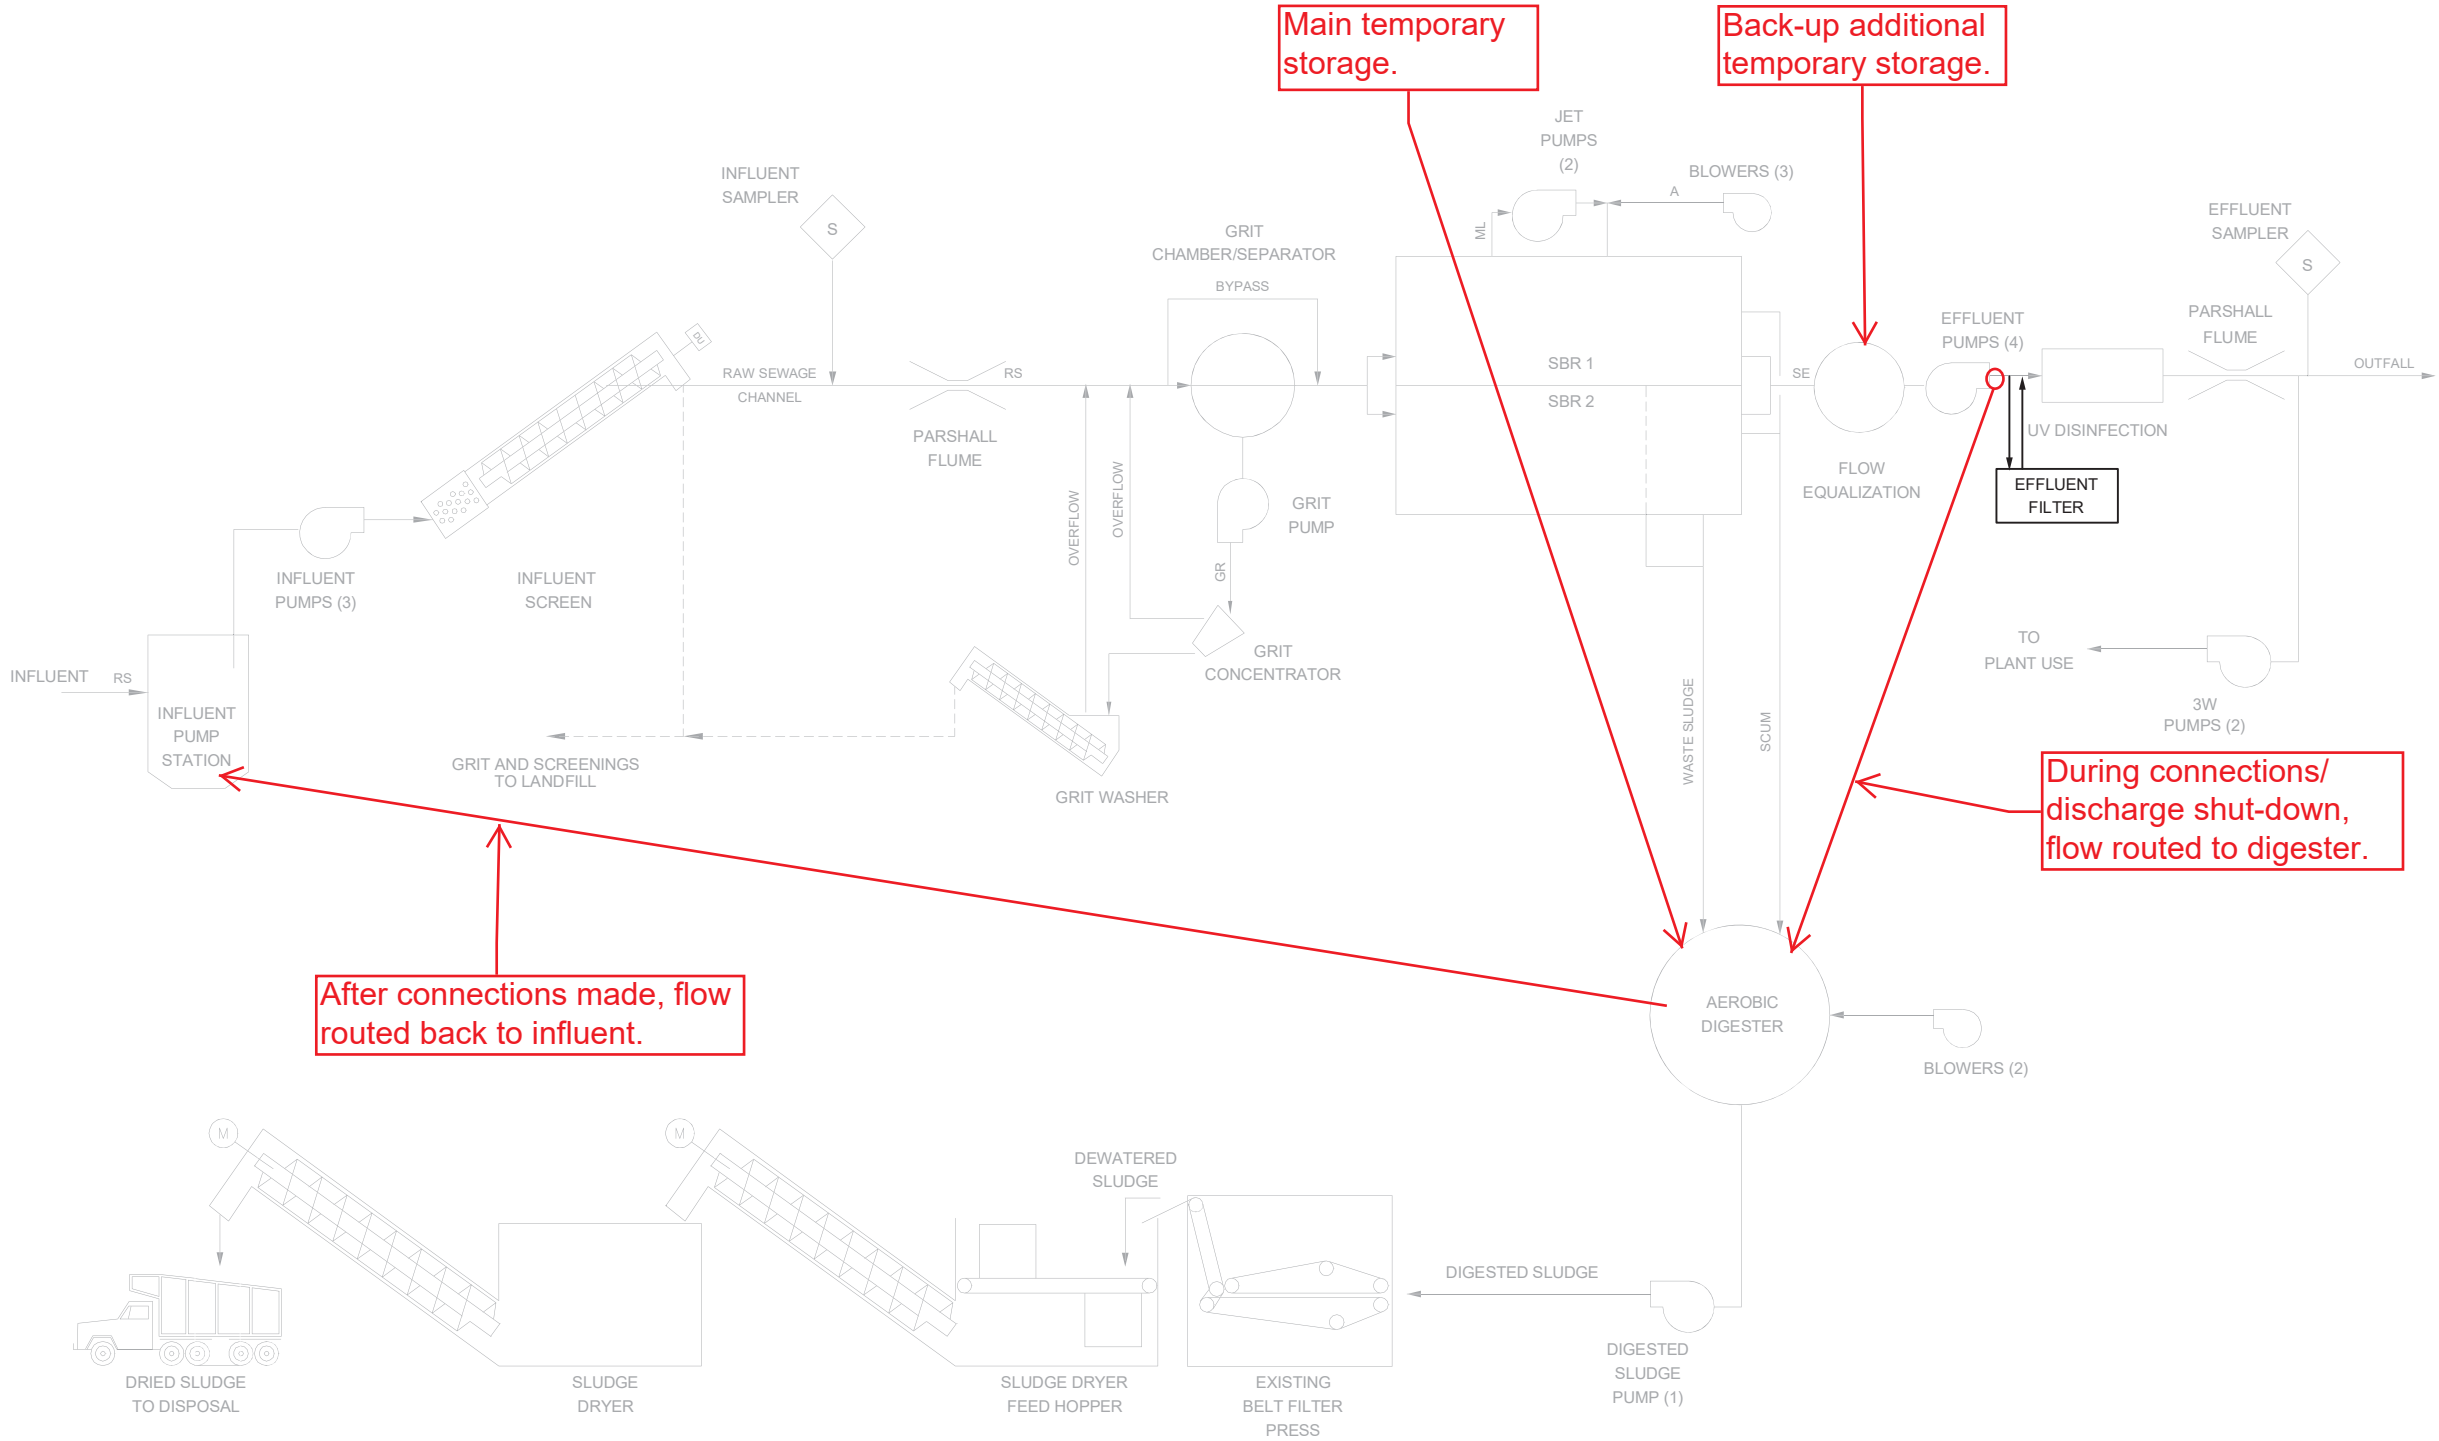 Main temporary
storage.
Back-up additional
temporary storage.
JET
PUMPS
(2)
BLOWERS (3)
A
ML
INFLUENT
SAMPLER
S
GRIT
CHAMBER/SEPARATOR
BYPASS
EFFLUENT
SAMPLER
S
DU
RAW SEWAGE
CHANNEL
RS
PARSHALL
FLUME
SBR 1
SBR 2
SE
EFFLUENT
PUMPS (4)
PARSHALL
FLUME
OUTFALL
UV DISINFECTION
FLOW
EQUALIZATION
EFFLUENT
FILTER
OVERFLOW
OVERFLOW
GRIT
PUMP
GR
INFLUENT
PUMPS (3)
INFLUENT
SCREEN
GRIT
CONCENTRATOR
INFLUENT
RS
INFLUENT
PUMP
STATION
GRIT AND SCREENINGS
TO LANDFILL
GRIT WASHER
WASTE SLUDGE
SCUM
TO
PLANT USE
3W
PUMPS (2)
During connections/
discharge shut-down,
flow routed to digester.
After connections made, flow
routed back to influent.
AEROBIC
DIGESTER
BLOWERS (2)
M
M
DEWATERED
SLUDGE
DIGESTED SLUDGE
DIGESTED
SLUDGE
PUMP (1)
DRIED SLUDGE
TO DISPOSAL
SLUDGE
DRYER
SLUDGE DRYER
FEED HOPPER
EXISTING
BELT FILTER
PRESS